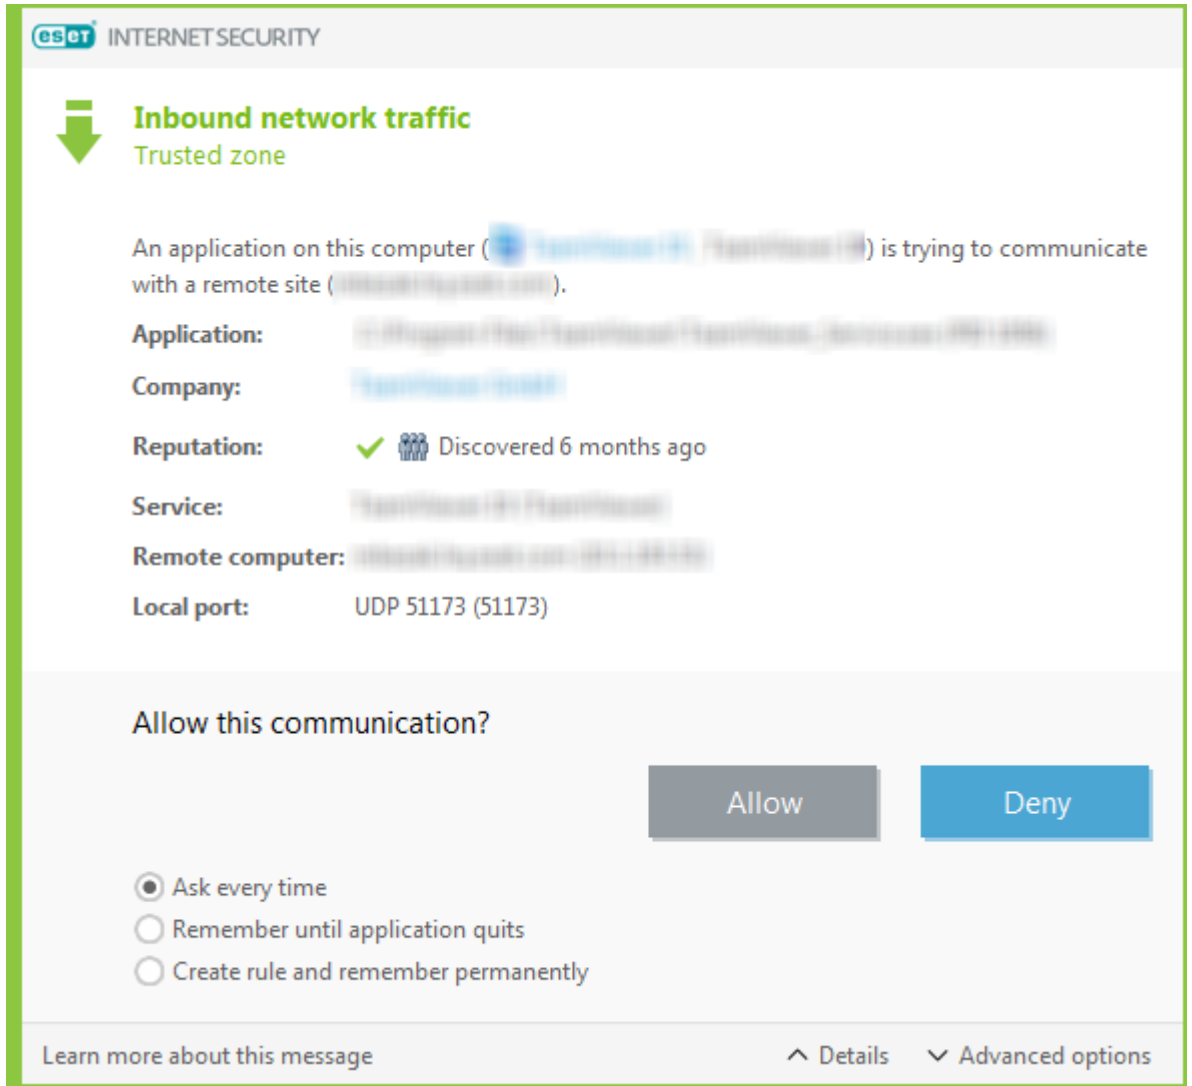 eset INTERNET SECURITY
Inbound network traffic
Trusted zone
An application on this computer ( ) is trying to communicate
with a remote site ( ).
Application:
Company:
Reputation: Discovered 6 months ago
Service:
Remote computer:
Local port: UDP 51173 (51173)
Allow this communication?
Allow Deny
Ask every time
Remember until application quits
Create rule and remember permanently
Learn more about this message Details Advanced options